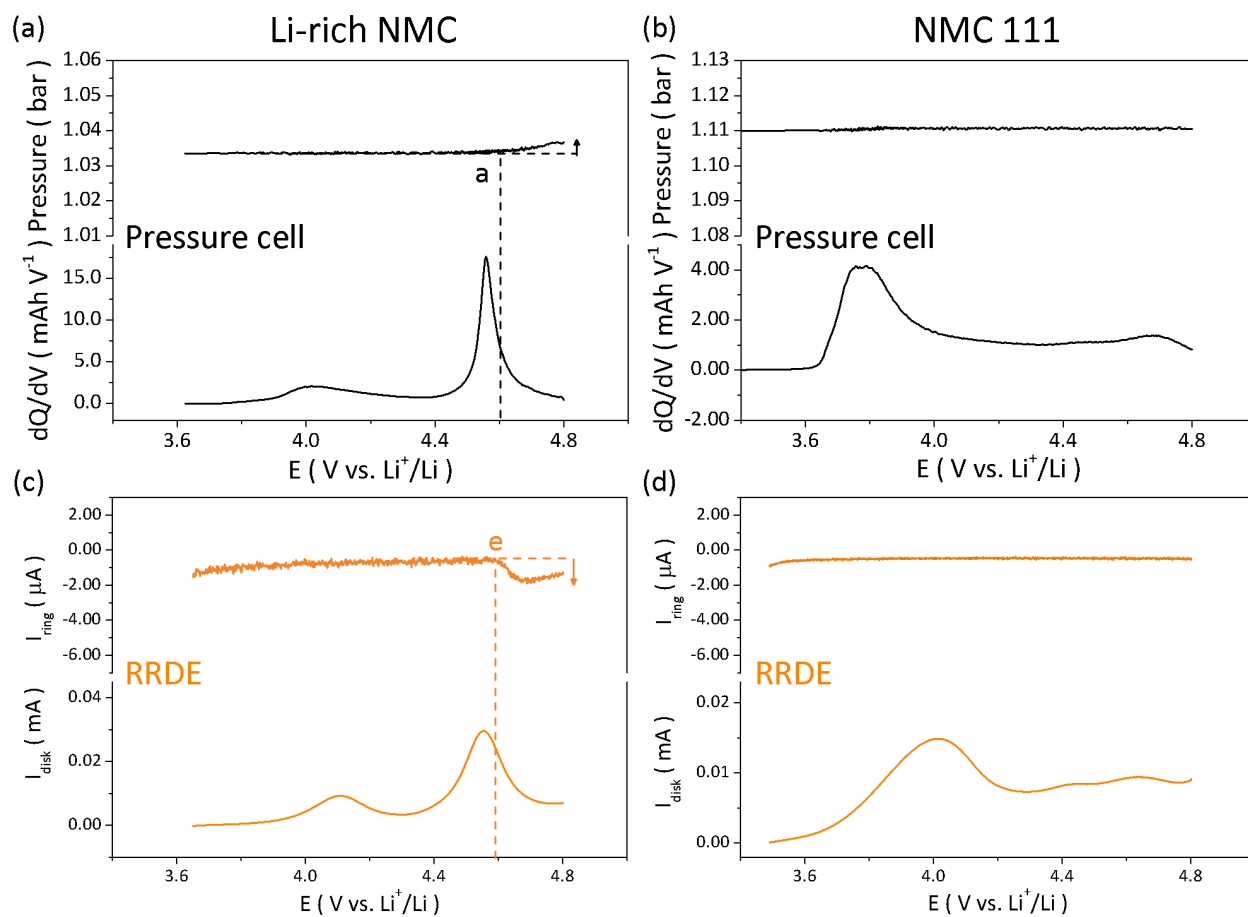 (a)
Li-rich NMC
1.06
1.05
1.04
1.03
1.02
1.01
Pressure ( bar )
a
Pressure cell
15.0
10.0
5.0
0.0
dQ/dV ( mAh V⁻¹ )
3.6
4.0
4.4
4.8
E ( V vs. Li⁺/Li )
(b)
NMC 111
1.13
1.12
1.11
1.10
1.09
1.08
Pressure ( bar )
Pressure cell
4.00
2.00
0.00
-2.00
dQ/dV ( mAh V⁻¹ )
3.6
4.0
4.4
4.8
E ( V vs. Li⁺/Li )
(c)
2.00
0.00
-2.00
-4.00
-6.00
I_ring ( μA )
e
RRDE
0.04
0.02
0.00
I_disk ( mA )
3.6
4.0
4.4
4.8
E ( V vs. Li⁺/Li )
(d)
2.00
0.00
-2.00
-4.00
-6.00
I_ring ( μA )
RRDE
0.02
0.01
0.00
I_disk ( mA )
3.6
4.0
4.4
4.8
E ( V vs. Li⁺/Li )